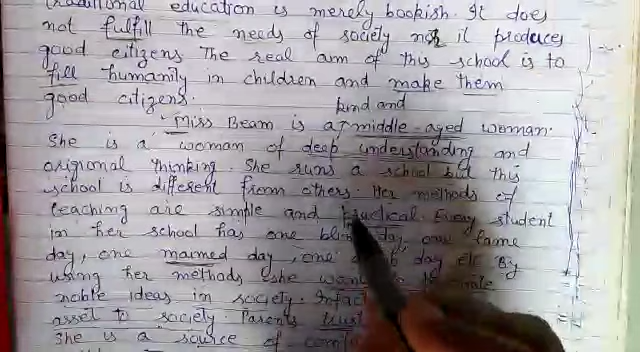 traditional education is merely bookish. It does
not fulfill the needs of society nor it produces
good citizens. The real aim of this school is to
fill humanity in children and make them
good citizens.
kind and
Miss Beam is a middle-aged woman.
She is a woman of deep understanding and
origional thinking. She runs a school but this
school is different from others. Her methods of
teaching are simple and practical. Every student
in her school has one blind day, one lame
day, one maimed day, one day etc. By
using her methods she
noble ideas in society. Infact
asset to society. Parents trust
She is a source of